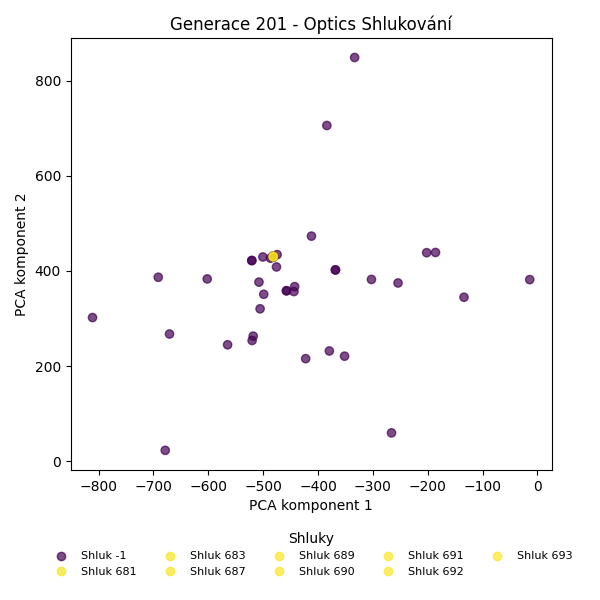 Generace 201 - Optics Shlukování
PCA komponent 2
800
600
400
200
0
−800 −700 −600 −500 −400 −300 −200 −100 0
PCA komponent 1
Shluky
Shluk -1 Shluk 683 Shluk 689 Shluk 691 Shluk 693
Shluk 681 Shluk 687 Shluk 690 Shluk 692